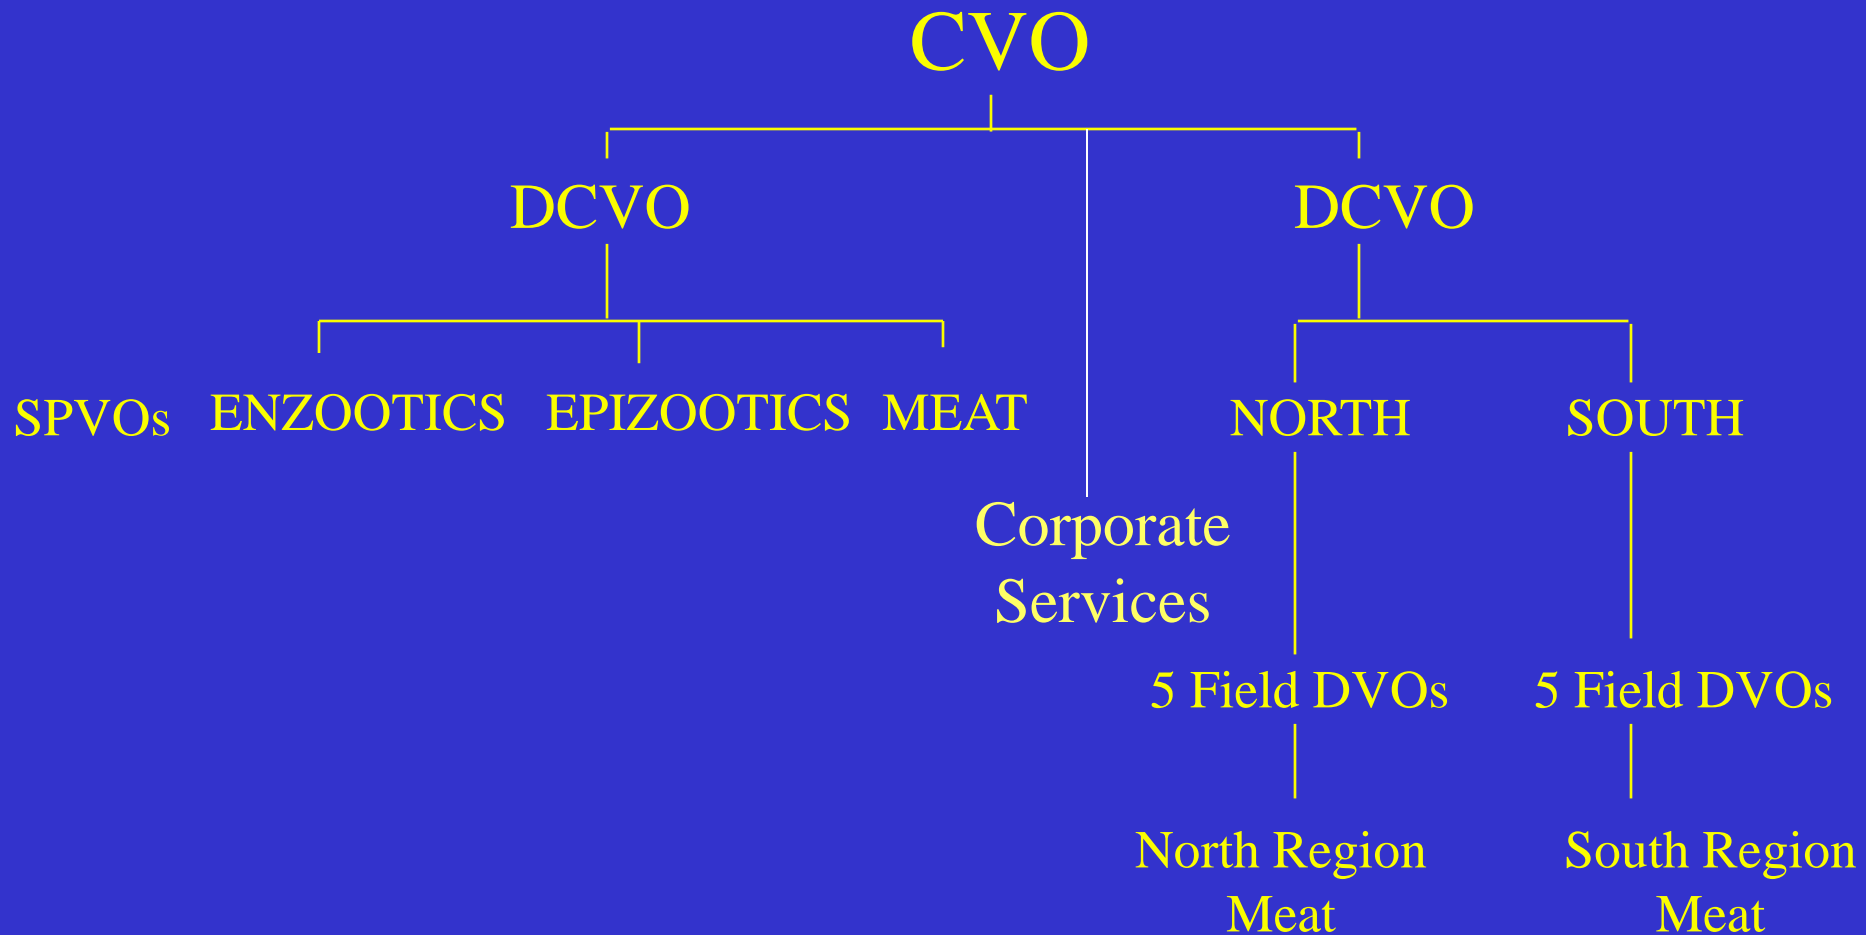 CVO
DCVO
DCVO
SPVOs
ENZOOTICS
EPIZOOTICS
MEAT
NORTH
SOUTH
Corporate
Services
5 Field DVOs
5 Field DVOs
North Region
Meat
South Region
Meat